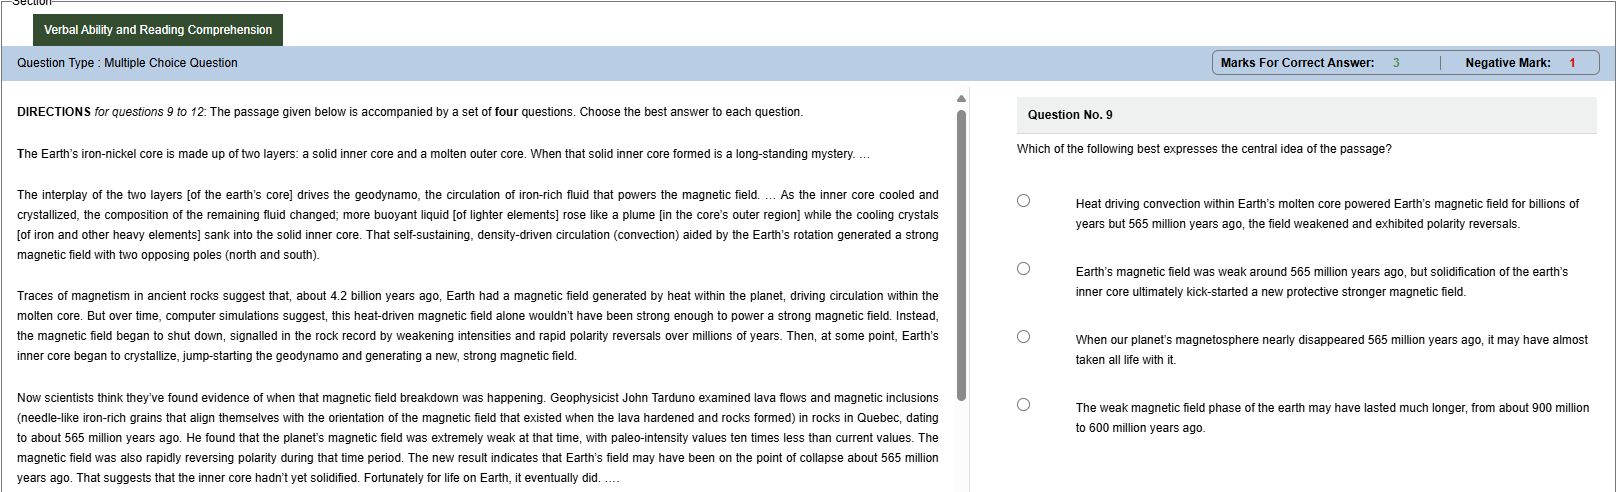 Section
Verbal Ability and Reading Comprehension
Question Type : Multiple Choice Question
Marks For Correct Answer: 3 | Negative Mark: 1
DIRECTIONS for questions 9 to 12: The passage given below is accompanied by a set of four questions. Choose the best answer to each question.
The Earth's iron-nickel core is made up of two layers: a solid inner core and a molten outer core. When that solid inner core formed is a long-standing mystery. …
The interplay of the two layers [of the earth's core] drives the geodynamo, the circulation of iron-rich fluid that powers the magnetic field. … As the inner core cooled and
crystallized, the composition of the remaining fluid changed; more buoyant liquid [of lighter elements] rose like a plume [in the core's outer region] while the cooling crystals
[of iron and other heavy elements] sank into the solid inner core. That self-sustaining, density-driven circulation (convection) aided by the Earth's rotation generated a strong
magnetic field with two opposing poles (north and south).
Traces of magnetism in ancient rocks suggest that, about 4.2 billion years ago, Earth had a magnetic field generated by heat within the planet, driving circulation within the
molten core. But over time, computer simulations suggest, this heat-driven magnetic field alone wouldn't have been strong enough to power a strong magnetic field. Instead,
the magnetic field began to shut down, signalled in the rock record by weakening intensities and rapid polarity reversals over millions of years. Then, at some point, Earth's
inner core began to crystallize, jump-starting the geodynamo and generating a new, strong magnetic field.
Now scientists think they've found evidence of when that magnetic field breakdown was happening. Geophysicist John Tarduno examined lava flows and magnetic inclusions
(needle-like iron-rich grains that align themselves with the orientation of the magnetic field that existed when the lava hardened and rocks formed) in rocks in Quebec, dating
to about 565 million years ago. He found that the planet's magnetic field was extremely weak at that time, with paleo-intensity values ten times less than current values. The
magnetic field was also rapidly reversing polarity during that time period. The new result indicates that Earth's field may have been on the point of collapse about 565 million
years ago. That suggests that the inner core hadn't yet solidified. Fortunately for life on Earth, it eventually did. ….
Question No. 9
Which of the following best expresses the central idea of the passage?
Heat driving convection within Earth's molten core powered Earth's magnetic field for billions of
years but 565 million years ago, the field weakened and exhibited polarity reversals.
Earth's magnetic field was weak around 565 million years ago, but solidification of the earth's
inner core ultimately kick-started a new protective stronger magnetic field.
When our planet's magnetosphere nearly disappeared 565 million years ago, it may have almost
taken all life with it.
The weak magnetic field phase of the earth may have lasted much longer, from about 900 million
to 600 million years ago.